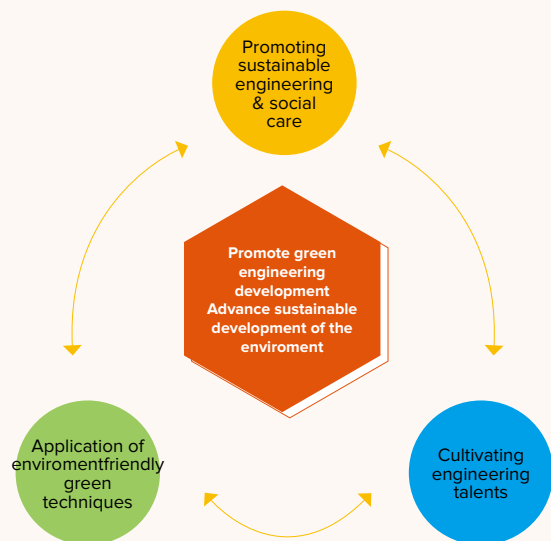 Promoting
sustainable
engineering
& social
care
Promote green
engineering
development
Advance sustainable
development of the
enviroment
Application of
enviromentfriendly
green
techniques
Cultivating
engineering
talents